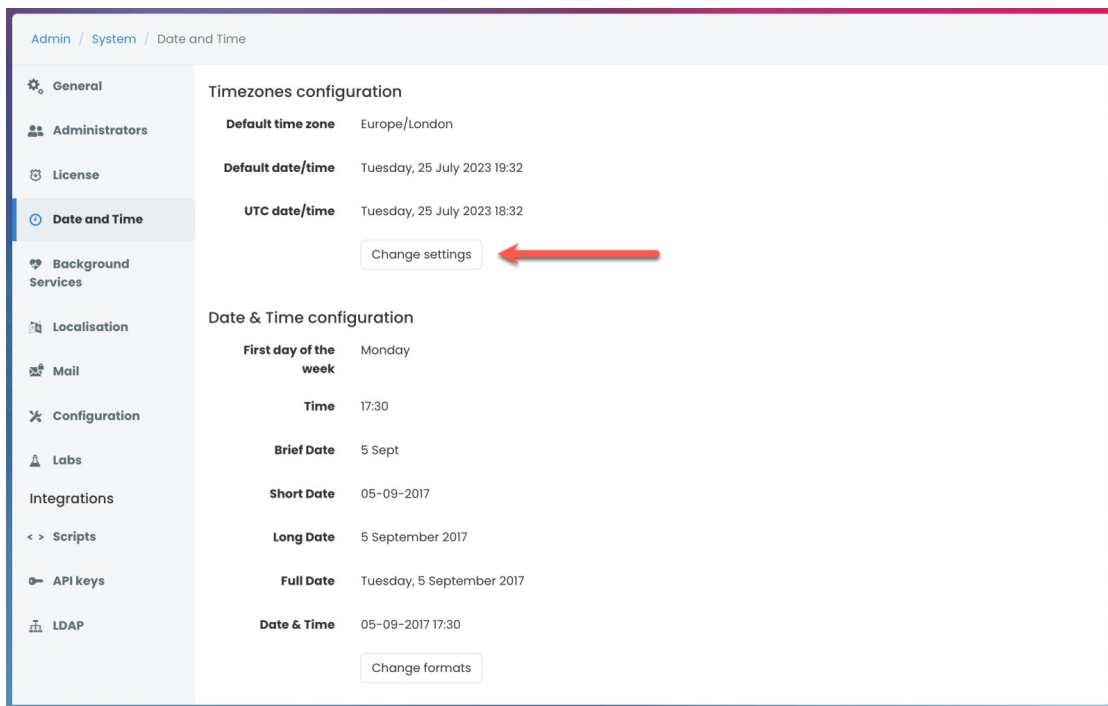 Admin / System / Date and Time
General
Administrators
License
Date and Time
Background
Services
Localisation
Mail
Configuration
Labs
Integrations
< > Scripts
API keys
LDAP
Timezones configuration
Default time zone Europe/London
Default date/time Tuesday, 25 July 2023 19:32
UTC date/time Tuesday, 25 July 2023 18:32
Change settings
Date & Time configuration
First day of the Monday
week
Time 17:30
Brief Date 5 Sept
Short Date 05-09-2017
Long Date 5 September 2017
Full Date Tuesday, 5 September 2017
Date & Time 05-09-2017 17:30
Change formats